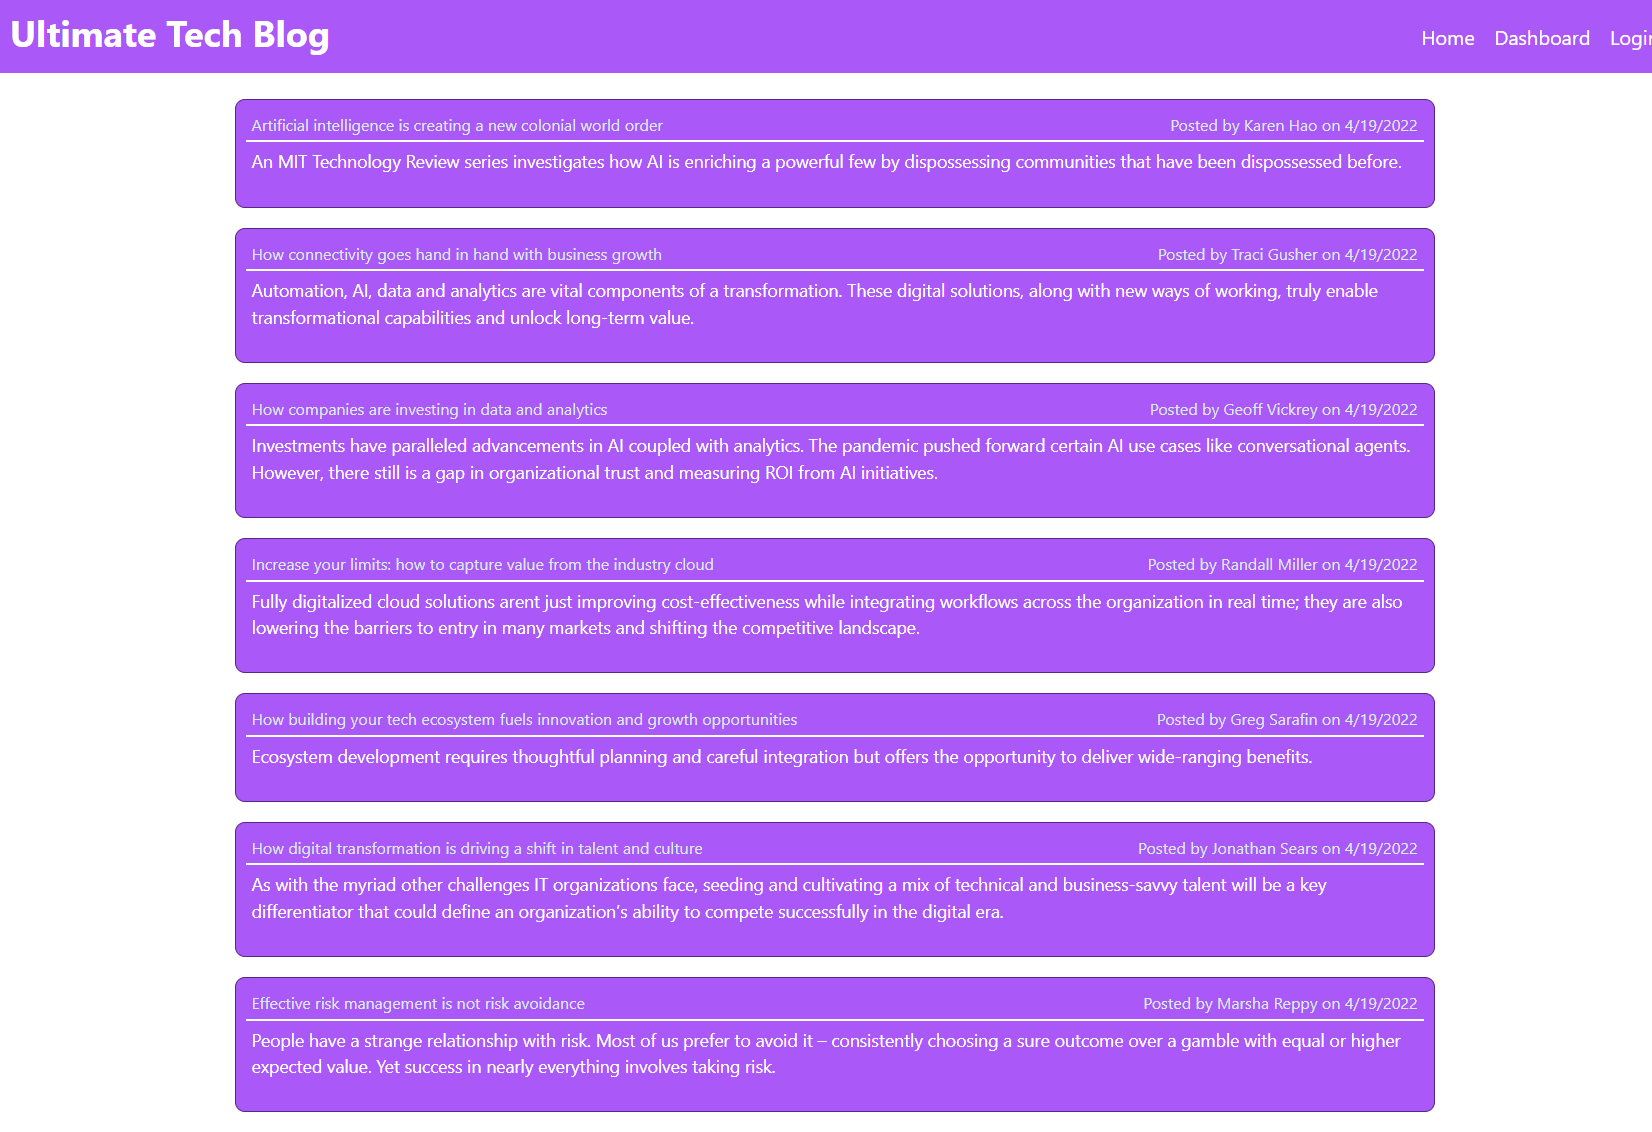 Ultimate Tech Blog
Home Dashboard Login
Artificial intelligence is creating a new colonial world order
Posted by Karen Hao on 4/19/2022
An MIT Technology Review series investigates how AI is enriching a powerful few by dispossessing communities that have been dispossessed before.
How connectivity goes hand in hand with business growth
Posted by Traci Gusher on 4/19/2022
Automation, AI, data and analytics are vital components of a transformation. These digital solutions, along with new ways of working, truly enable
transformational capabilities and unlock long-term value.
How companies are investing in data and analytics
Posted by Geoff Vickrey on 4/19/2022
Investments have paralleled advancements in AI coupled with analytics. The pandemic pushed forward certain AI use cases like conversational agents.
However, there still is a gap in organizational trust and measuring ROI from AI initiatives.
Increase your limits: how to capture value from the industry cloud
Posted by Randall Miller on 4/19/2022
Fully digitalized cloud solutions arent just improving cost-effectiveness while integrating workflows across the organization in real time; they are also
lowering the barriers to entry in many markets and shifting the competitive landscape.
How building your tech ecosystem fuels innovation and growth opportunities
Posted by Greg Sarafin on 4/19/2022
Ecosystem development requires thoughtful planning and careful integration but offers the opportunity to deliver wide-ranging benefits.
How digital transformation is driving a shift in talent and culture
Posted by Jonathan Sears on 4/19/2022
As with the myriad other challenges IT organizations face, seeding and cultivating a mix of technical and business-savvy talent will be a key
differentiator that could define an organization’s ability to compete successfully in the digital era.
Effective risk management is not risk avoidance
Posted by Marsha Reppy on 4/19/2022
People have a strange relationship with risk. Most of us prefer to avoid it – consistently choosing a sure outcome over a gamble with equal or higher
expected value. Yet success in nearly everything involves taking risk.